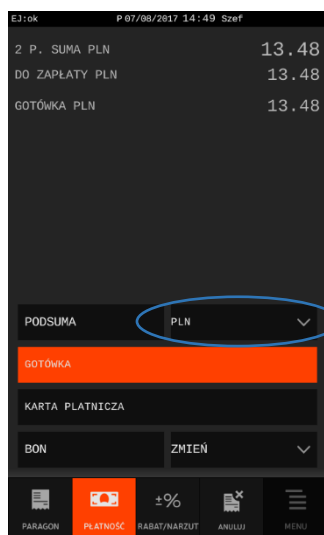 EJ:ok P 07/08/2017 14:49 Szef
2 P. SUMA PLN 13.48
DO ZAPŁATY PLN 13.48
GOTÓWKA PLN 13.48
PODSUMA PLN
GOTÓWKA
KARTA PŁATNICZA
BON ZMIEŃ
±%
PARAGON PŁATNOŚĆ RABAT/NARZUT ANULUJ MENU